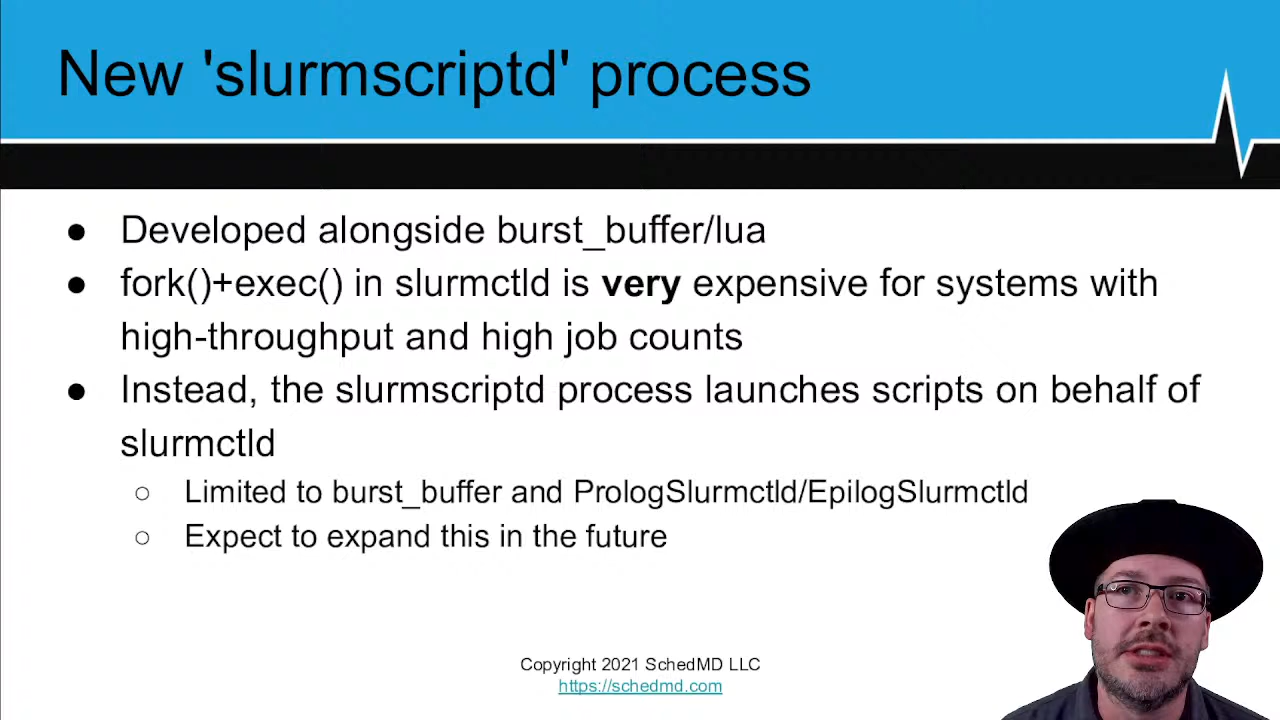 New 'slurmscriptd' process
● Developed alongside burst_buffer/lua
● fork()+exec() in slurmctld is very expensive for systems with
high-throughput and high job counts
● Instead, the slurmscriptd process launches scripts on behalf of
slurmctld
○ Limited to burst_buffer and PrologSlurmctld/EpilogSlurmctld
○ Expect to expand this in the future
Copyright 2021 SchedMD LLC
https://schedmd.com